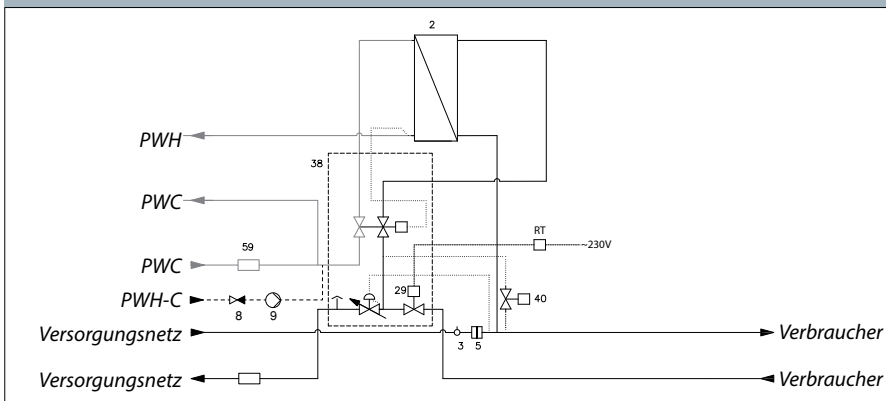 2
PWH
38
PWC
RT
~230V
59
PWC
29
40
PWH-C
8
9
Versorgungsnetz
3
5
Verbraucher
Versorgungsnetz
Verbraucher